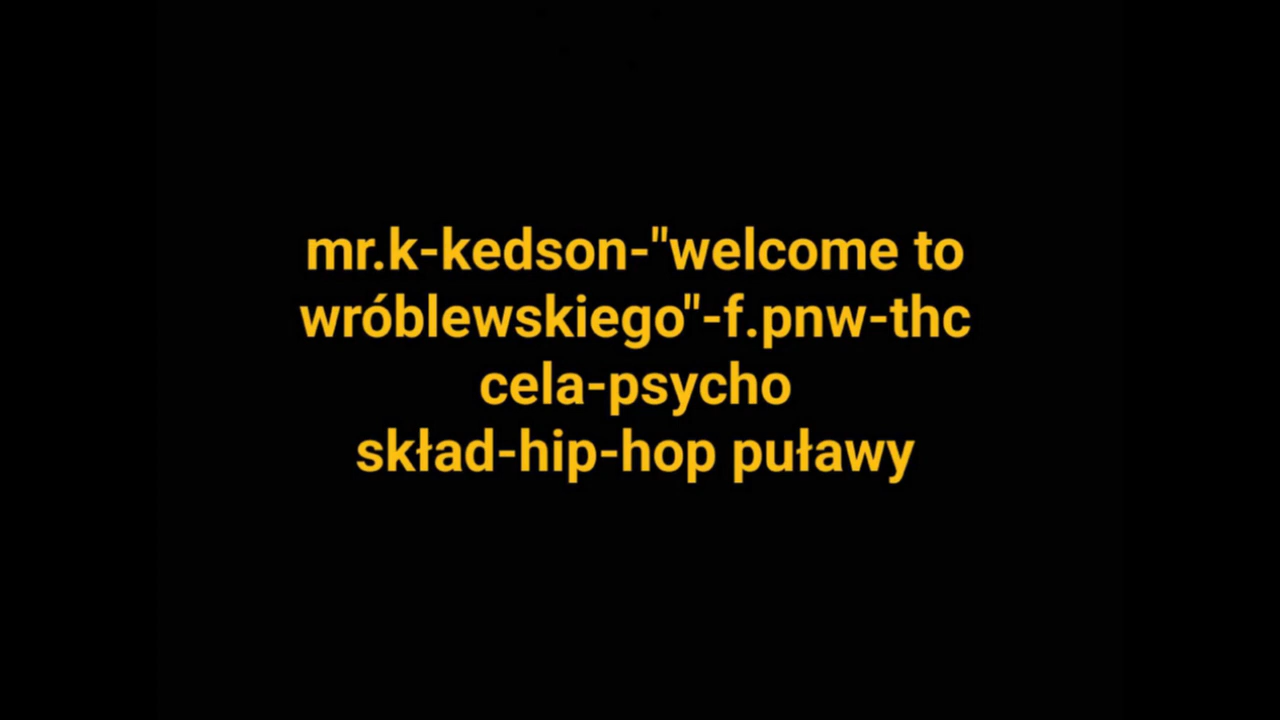 mr.k-kedson-"welcome to
wróblewskiego"-f.pnw-thc
cela-psycho
skład-hip-hop puławy